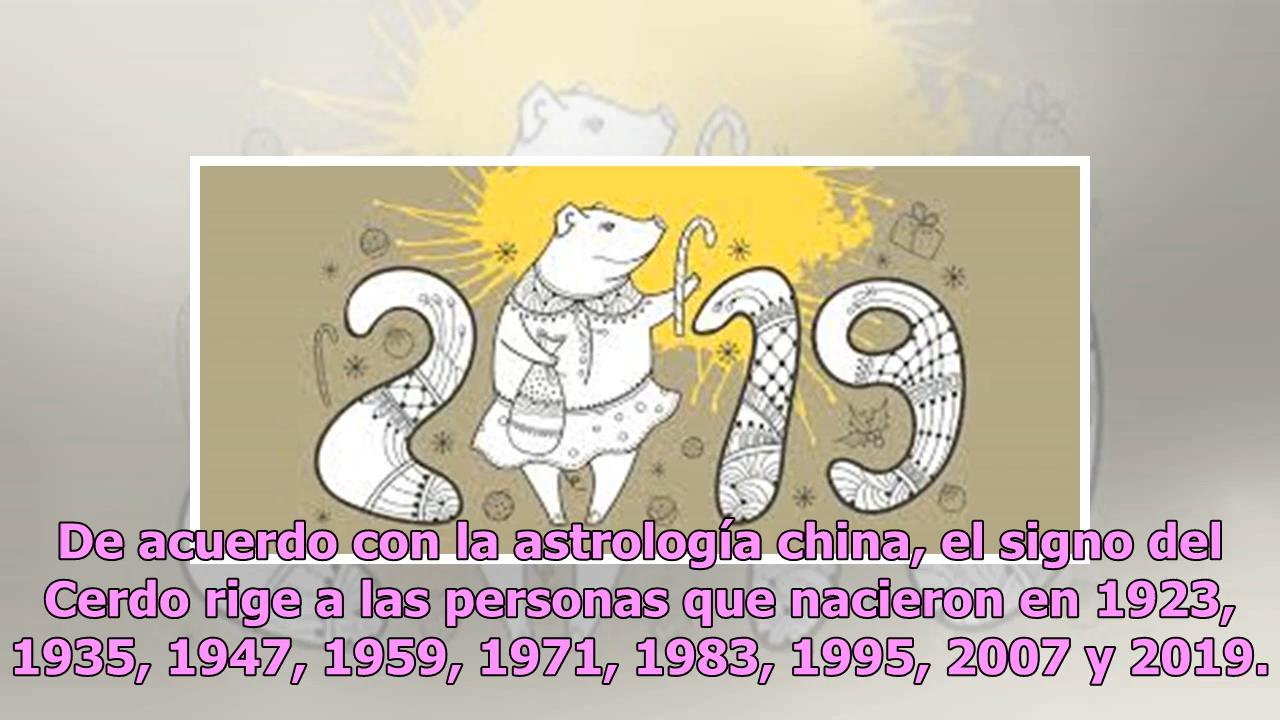 2019
De acuerdo con la astrología china, el signo del
Cerdo rige a las personas que nacieron en 1923,
1935, 1947, 1959, 1971, 1983, 1995, 2007 y 2019.